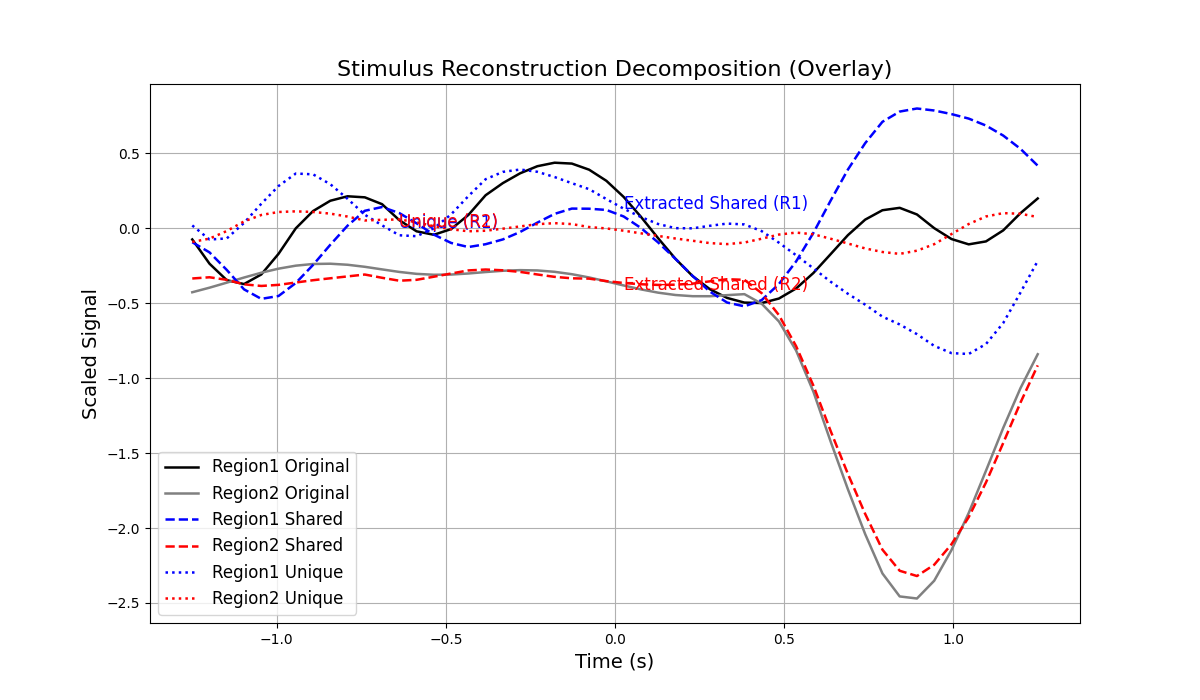 Stimulus Reconstruction Decomposition (Overlay)
Scaled Signal
0.5
0.0
−0.5
−1.0
−1.5
−2.0
−2.5
Extracted Shared (R1)
Extracted Shared (R2)
Region1 Original
Region2 Original
Region1 Shared
Region2 Shared
Region1 Unique
Region2 Unique
−1.0
−0.5
0.0
0.5
1.0
Time (s)